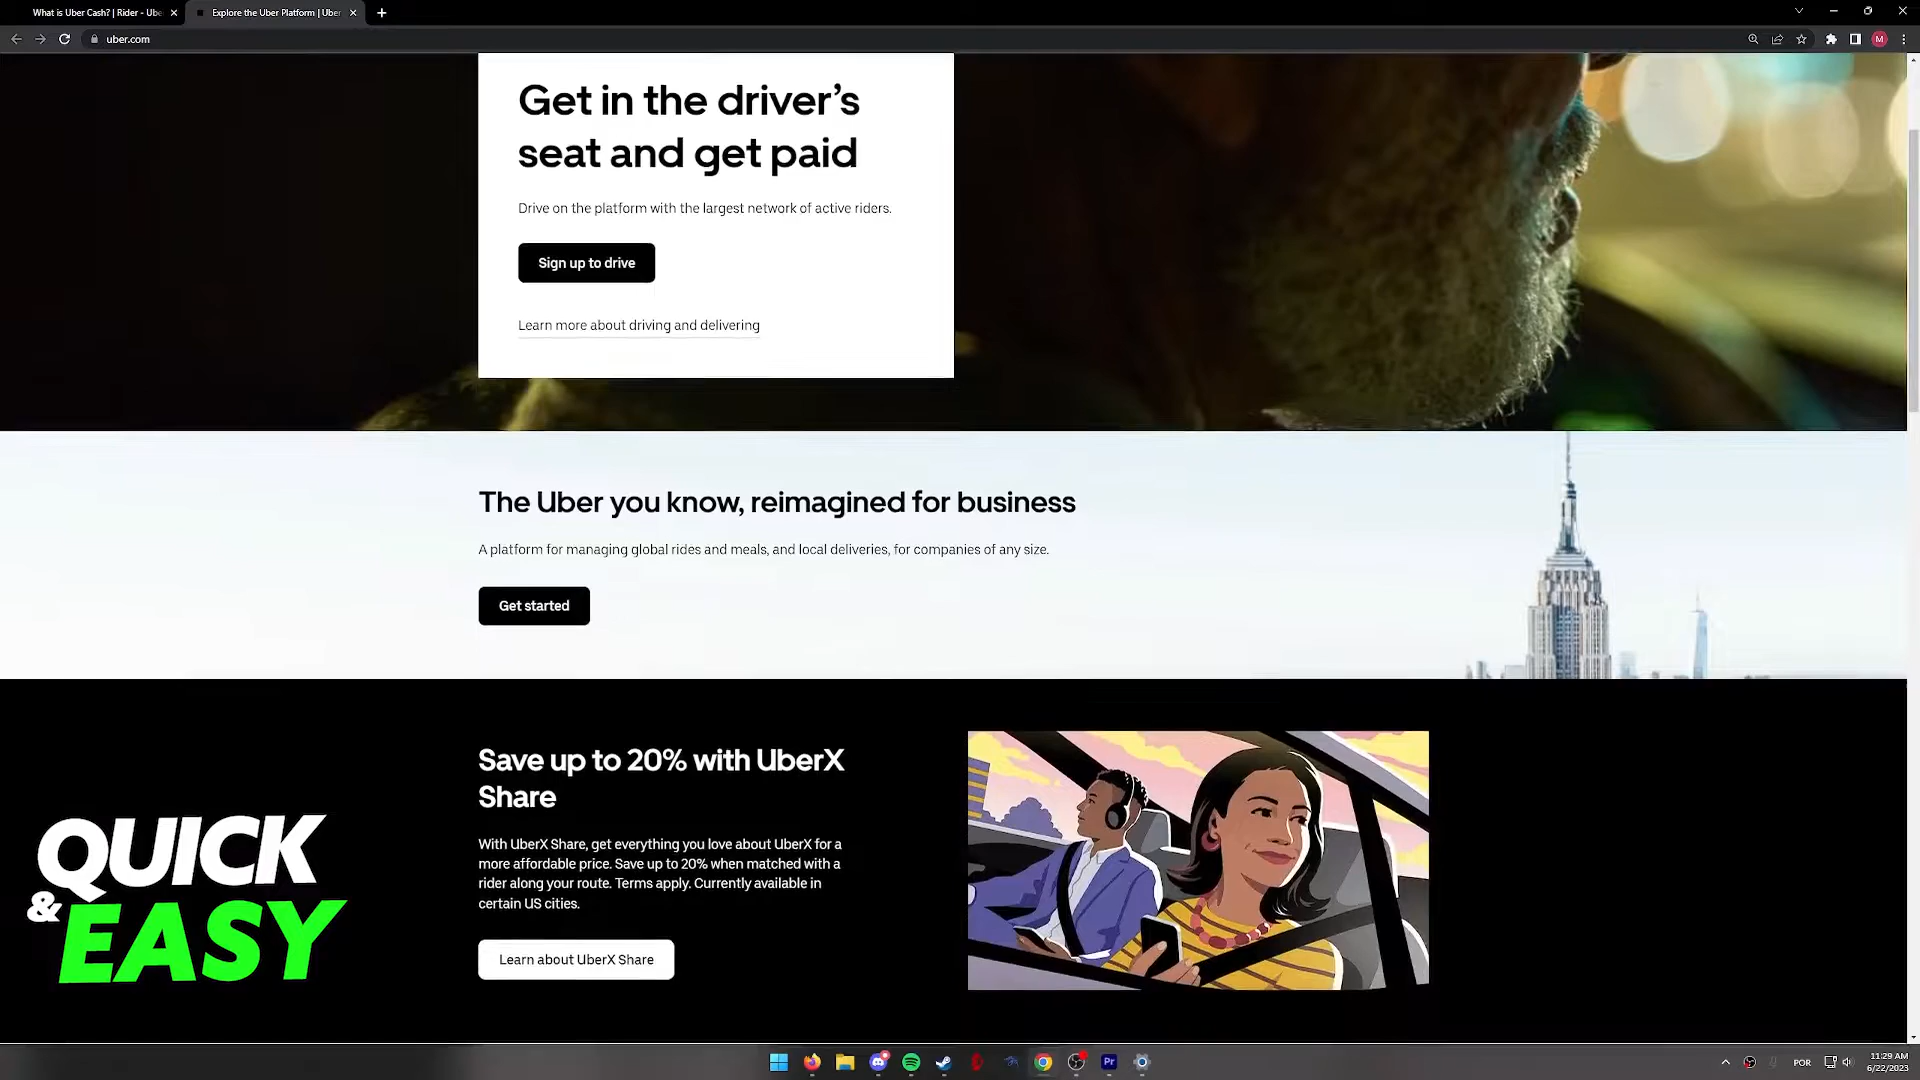 What is Uber Cash? | Rider - Ube
Explore the Uber Platform | Uber
uber.com
M
Get in the driver’s
seat and get paid
Drive on the platform with the largest network of active riders.
Sign up to drive
Learn more about driving and delivering
The Uber you know, reimagined for business
A platform for managing global rides and meals, and local deliveries, for companies of any size.
Get started
Save up to 20% with UberX
Share
With UberX Share, get everything you love about UberX for a
more affordable price. Save up to 20% when matched with a
rider along your route. Terms apply. Currently available in
certain US cities.
Learn about UberX Share
QUICK
& EASY
Pr
POR
11:29 AM
6/22/2023